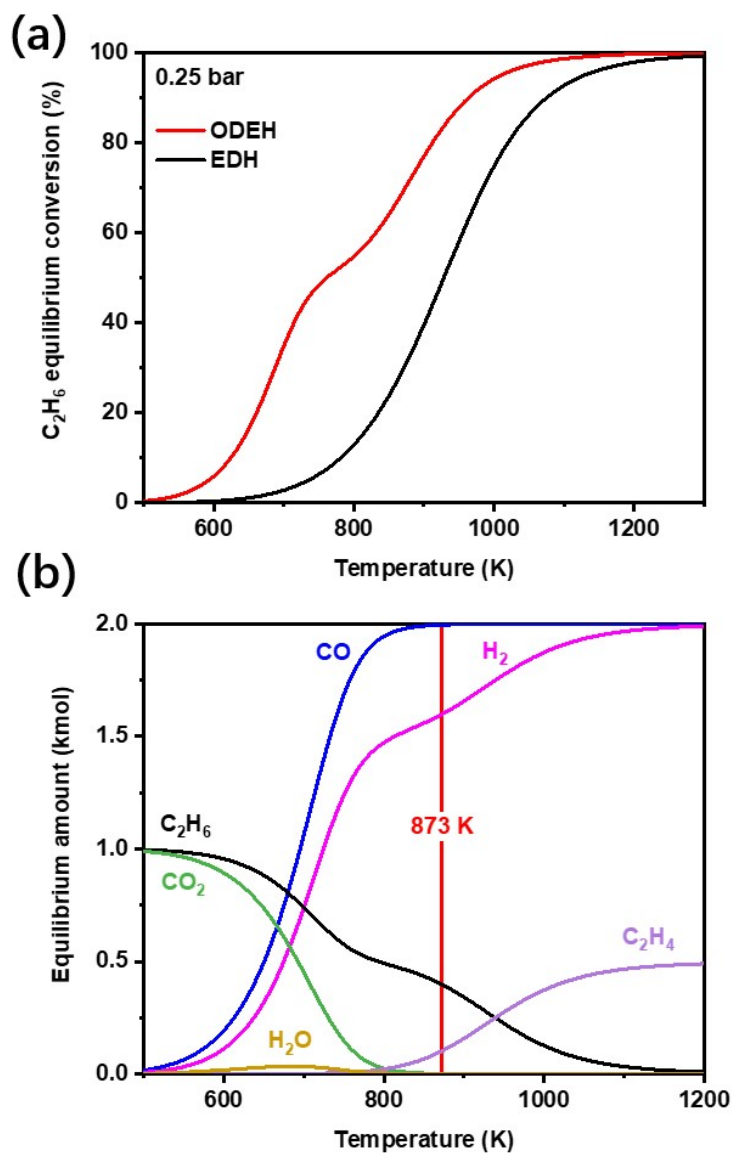 (a)
100
80
60
40
20
0
C₂H₆ equilibrium conversion (%)
0.25 bar
ODEH
EDH
600
800
1000
1200
Temperature (K)
(b)
2.0
1.5
1.0
0.5
0.0
Equilibrium amount (kmol)
CO
H₂
873 K
C₂H₆
CO₂
C₂H₄
H₂O
600
800
1000
1200
Temperature (K)